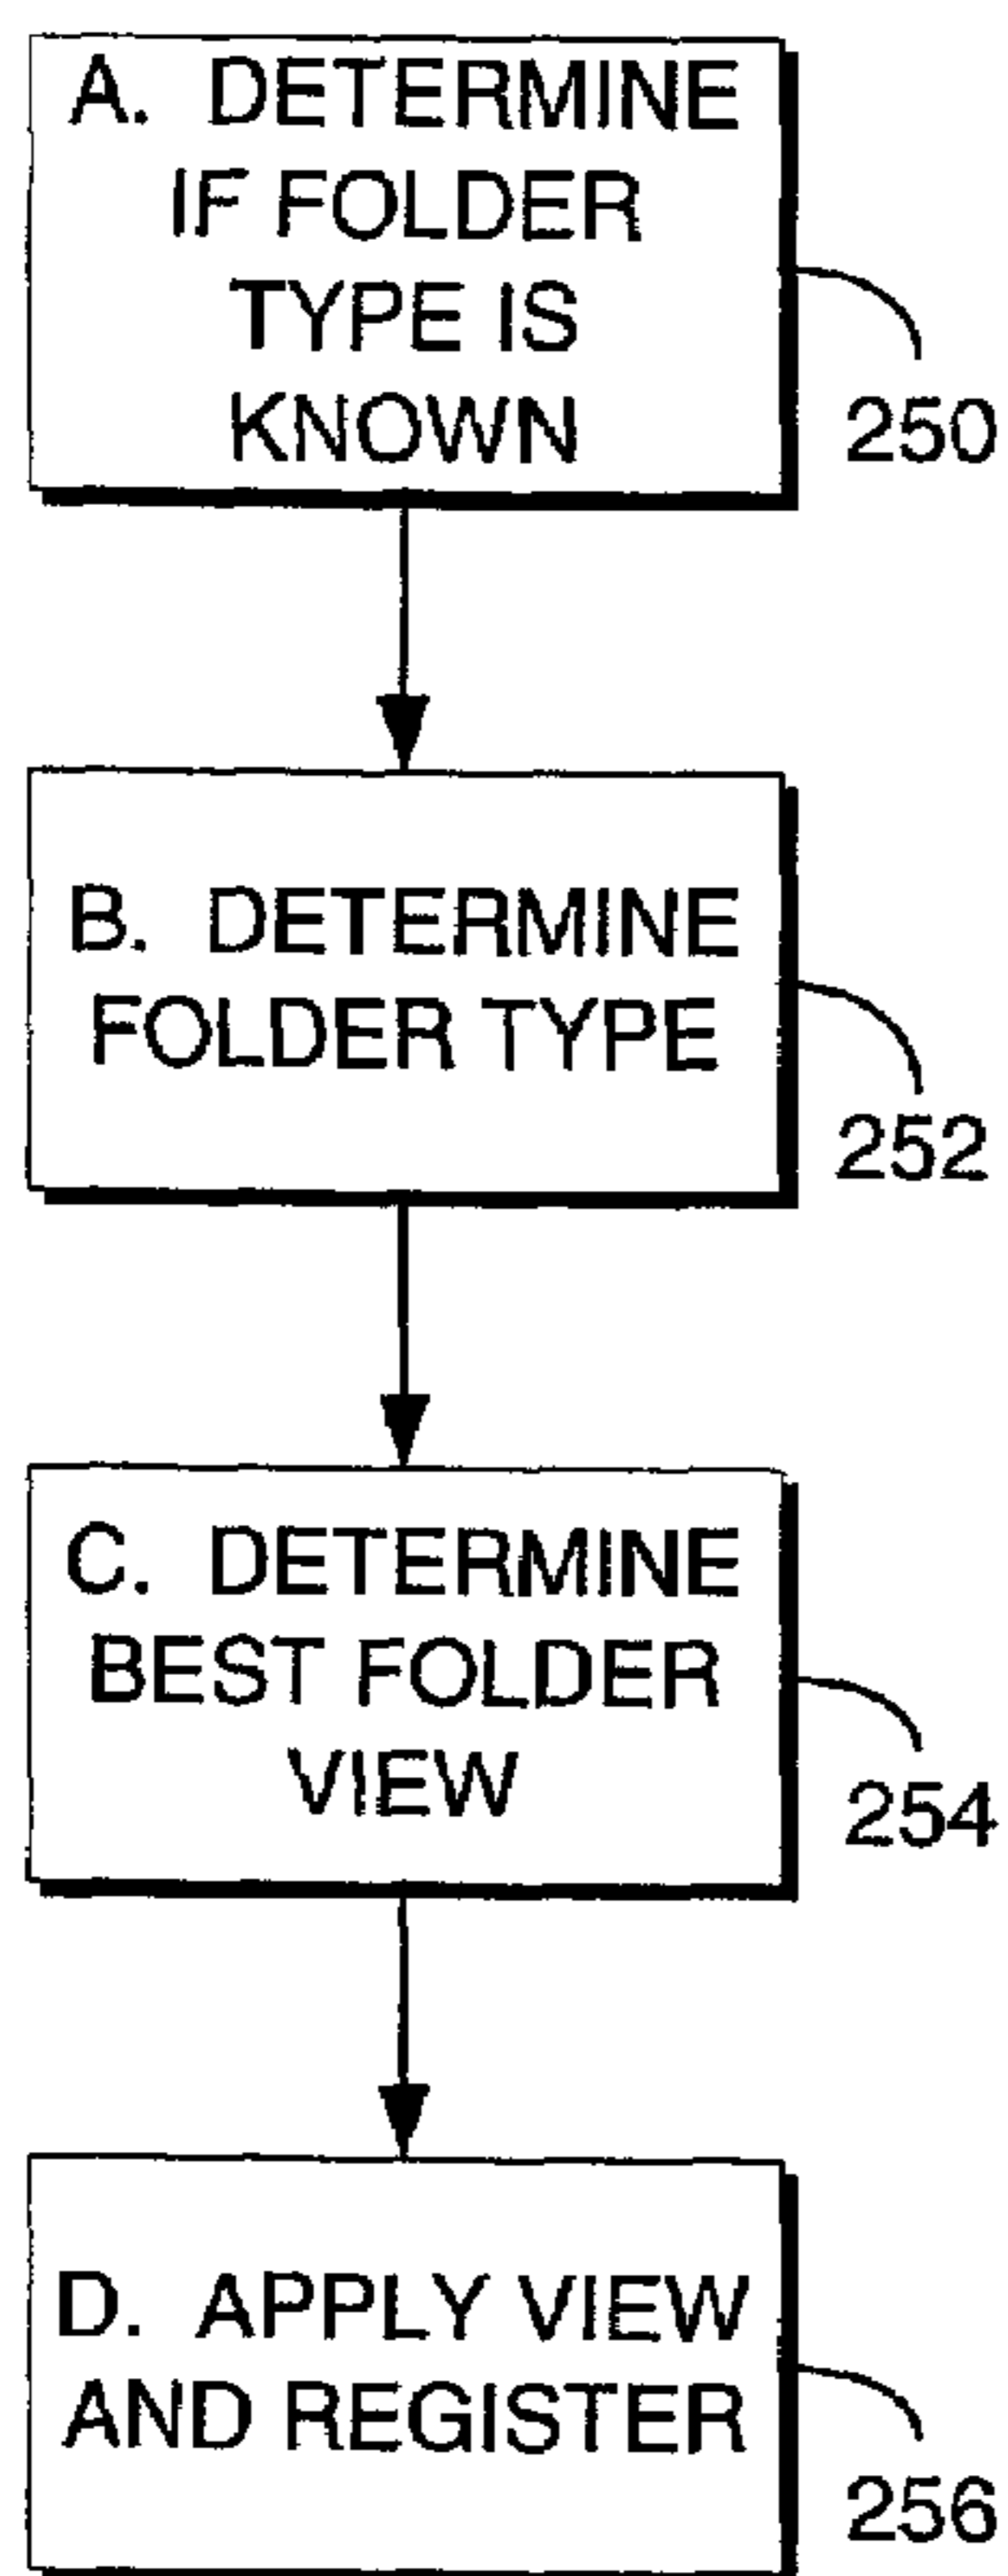 A. DETERMINE
IF FOLDER
TYPE IS
KNOWN
250
B. DETERMINE
FOLDER TYPE
252
C. DETERMINE
BEST FOLDER
VIEW
254
D. APPLY VIEW
AND REGISTER
256